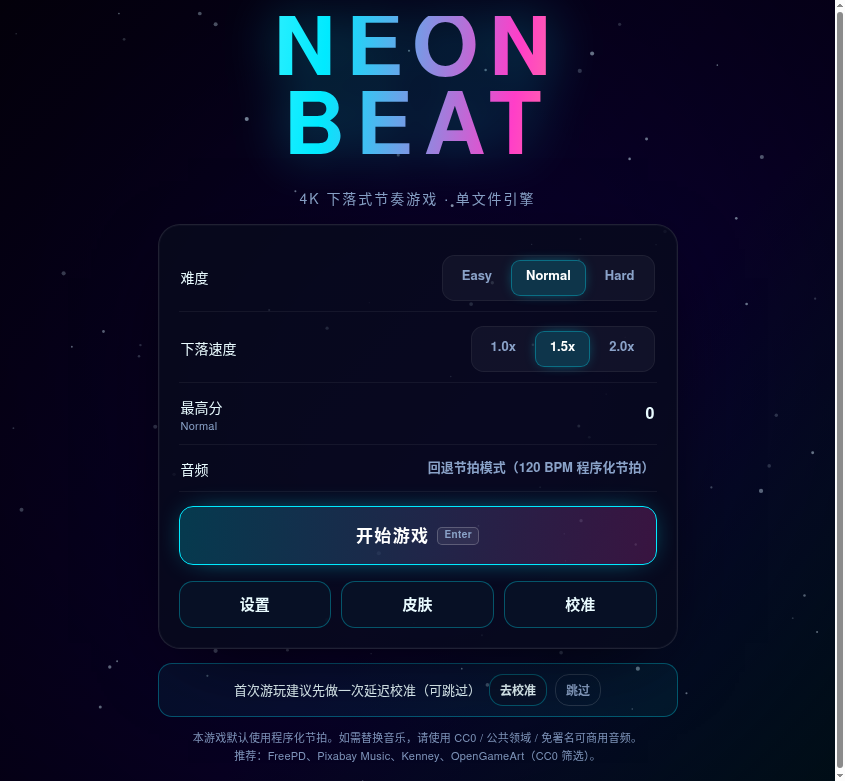 NEON
BEAT
4K 下落式节奏游戏 · 单文件引擎
难度 Easy Normal Hard
下落速度 1.0x 1.5x 2.0x
最高分 0
Normal
音频 回退节拍模式（120 BPM 程序化节拍）
开始游戏 Enter
设置 皮肤 校准
首次游玩建议先做一次延迟校准（可跳过） 去校准 跳过
本游戏默认使用程序化节拍。如需替换音乐，请使用 CC0 / 公共领域 / 免署名可商用音频。
推荐：FreePD、Pixabay Music、Kenney、OpenGameArt（CC0 筛选）。